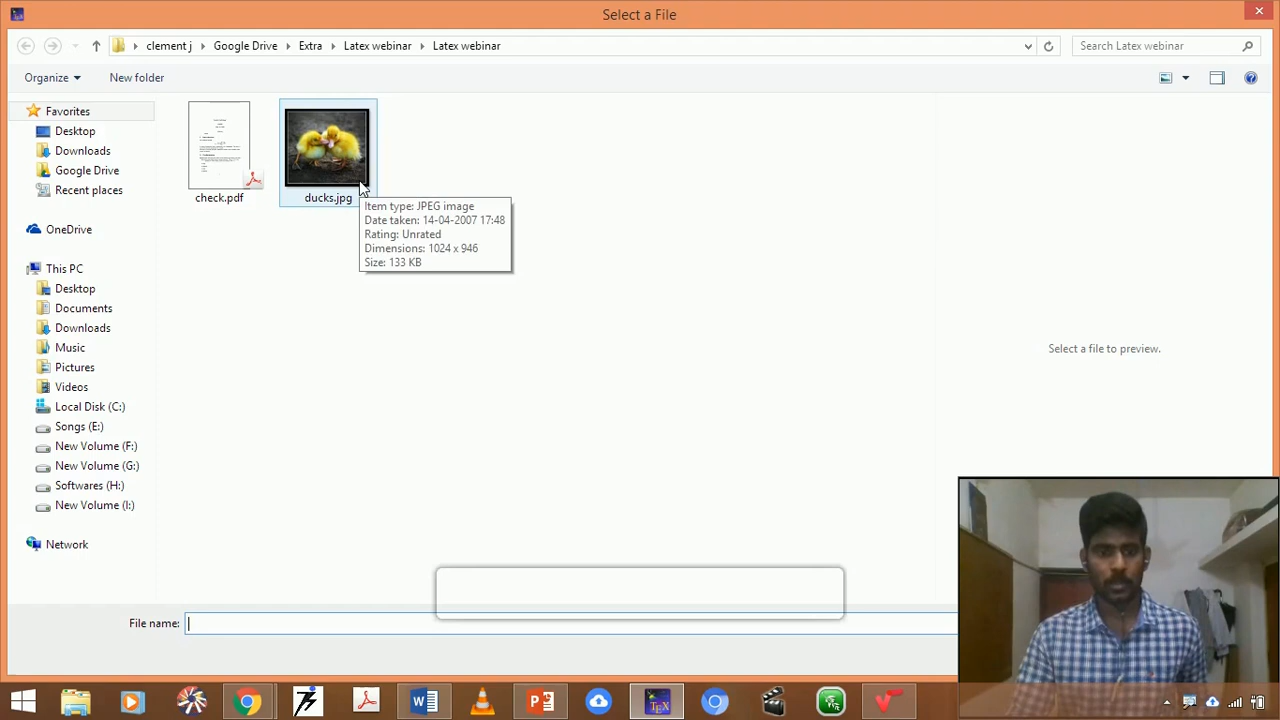 Select a File
clement j
Google Drive
Extra
Latex webinar
Latex webinar
Search Latex webinar
Organize
New folder
Favorites
Desktop
Downloads
Google Drive
Recent places
OneDrive
This PC
Desktop
Documents
Downloads
Music
Pictures
Videos
Local Disk (C:)
Songs (E:)
New Volume (F:)
New Volume (G:)
Softwares (H:)
New Volume (I:)
Network
check.pdf
ducks.jpg
Item type: JPEG image
Date taken: 14-04-2007 17:48
Rating: Unrated
Dimensions: 1024 x 946
Size: 133 KB
Select a file to preview.
File name: